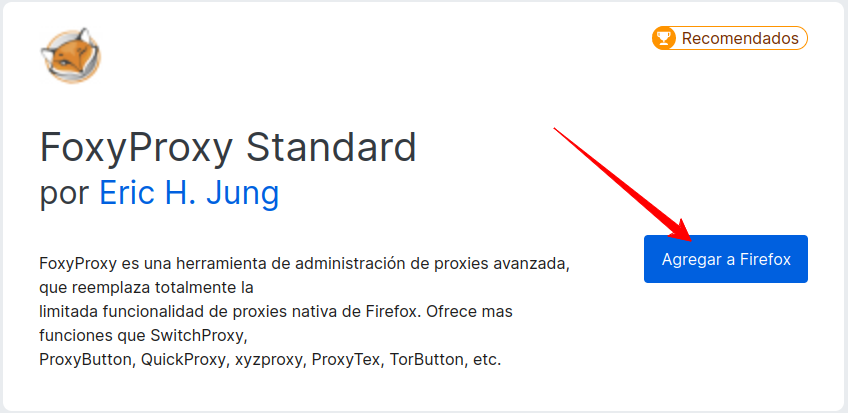 Recomendados
FoxyProxy Standard
por Eric H. Jung
FoxyProxy es una herramienta de administración de proxies avanzada,
que reemplaza totalmente la
limitada funcionalidad de proxies nativa de Firefox. Ofrece mas
funciones que SwitchProxy,
ProxyButton, QuickProxy, xyzproxy, ProxyTex, TorButton, etc.
Agregar a Firefox